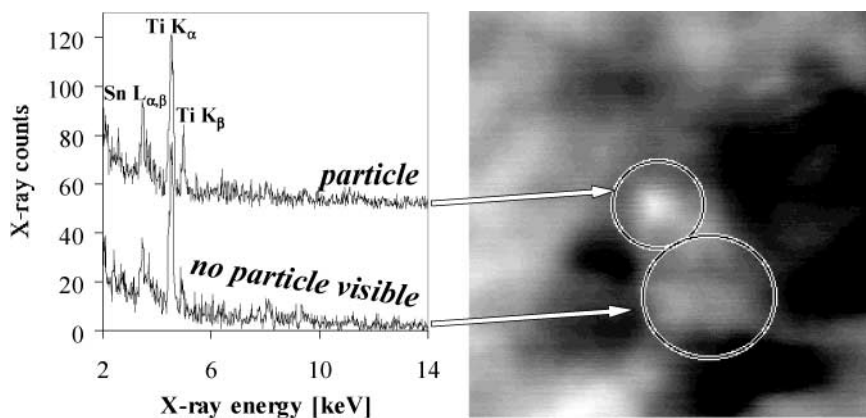 120
100
80
60
40
20
0
X-ray counts
Ti Kα
Sn Lα,β
Ti Kβ
particle
no particle visible
2 6 10 14
X-ray energy [keV]